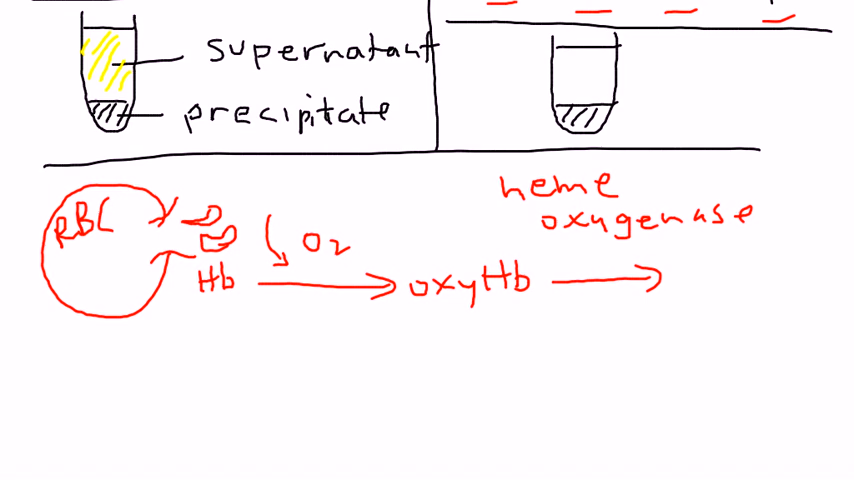 supernatant
precipitate
RBC
heme
oxygenase
O2
Hb
oxyHb